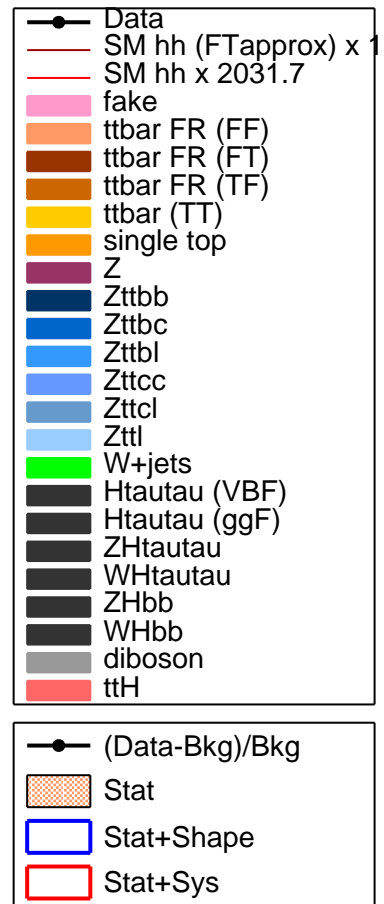 Data
SM hh (FTapprox) x 1
SM hh x 2031.7
fake
ttbar FR (FF)
ttbar FR (FT)
ttbar FR (TF)
ttbar (TT)
single top
Z
Zttbb
Zttbc
Zttbl
Zttcc
Zttcl
Zttl
W+jets
Htautau (VBF)
Htautau (ggF)
ZHtautau
WHtautau
ZHbb
WHbb
diboson
ttH
(Data-Bkg)/Bkg
Stat
Stat+Shape
Stat+Sys